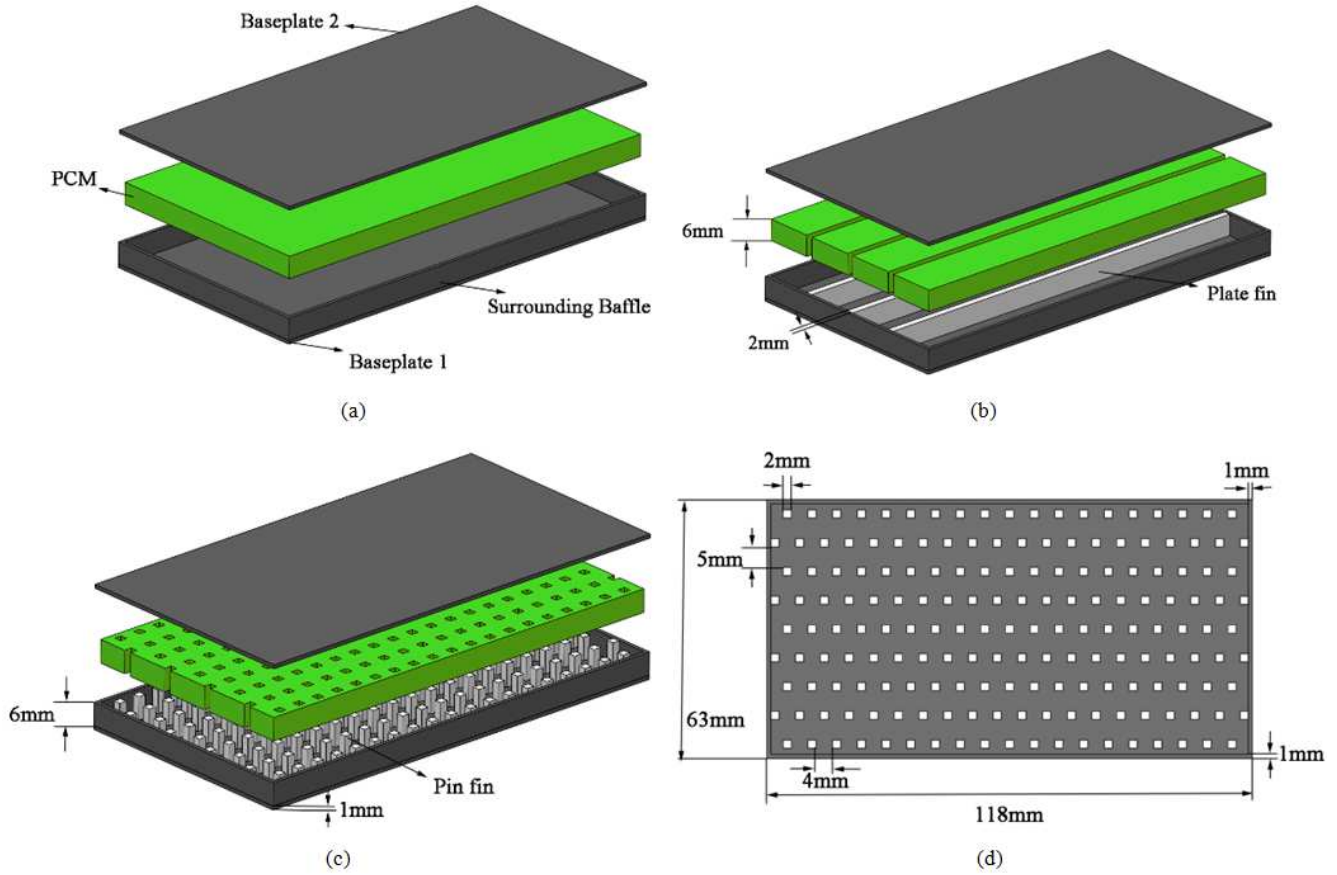 Baseplate 2
PCM
Surrounding Baffle
Baseplate 1
(a)
6mm
Plate fin
2mm
(b)
6mm
Pin fin
1mm
(c)
2mm
1mm
5mm
63mm
4mm
1mm
118mm
(d)